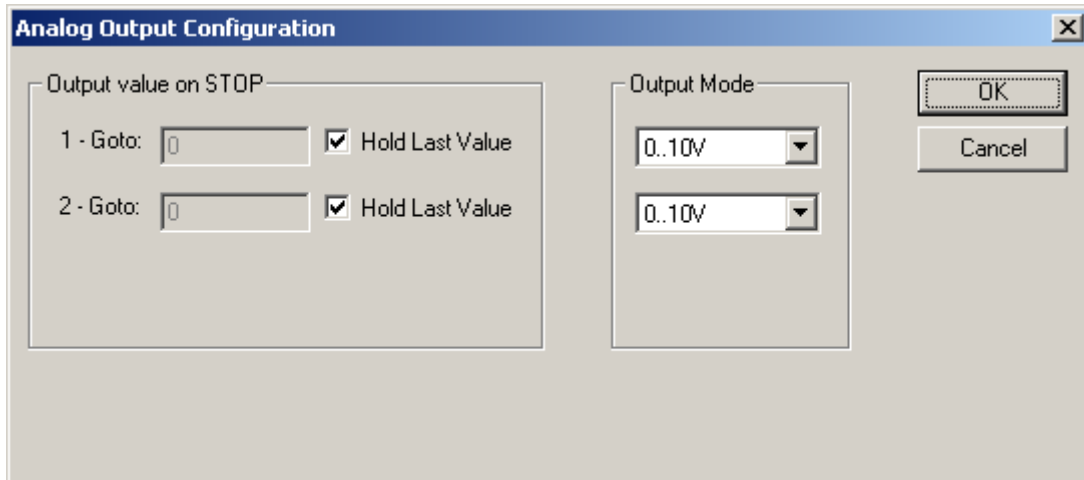 Analog Output Configuration
Output value on STOP
1 - Goto: 0 Hold Last Value
2 - Goto: 0 Hold Last Value
Output Mode
0..10V
0..10V
OK
Cancel